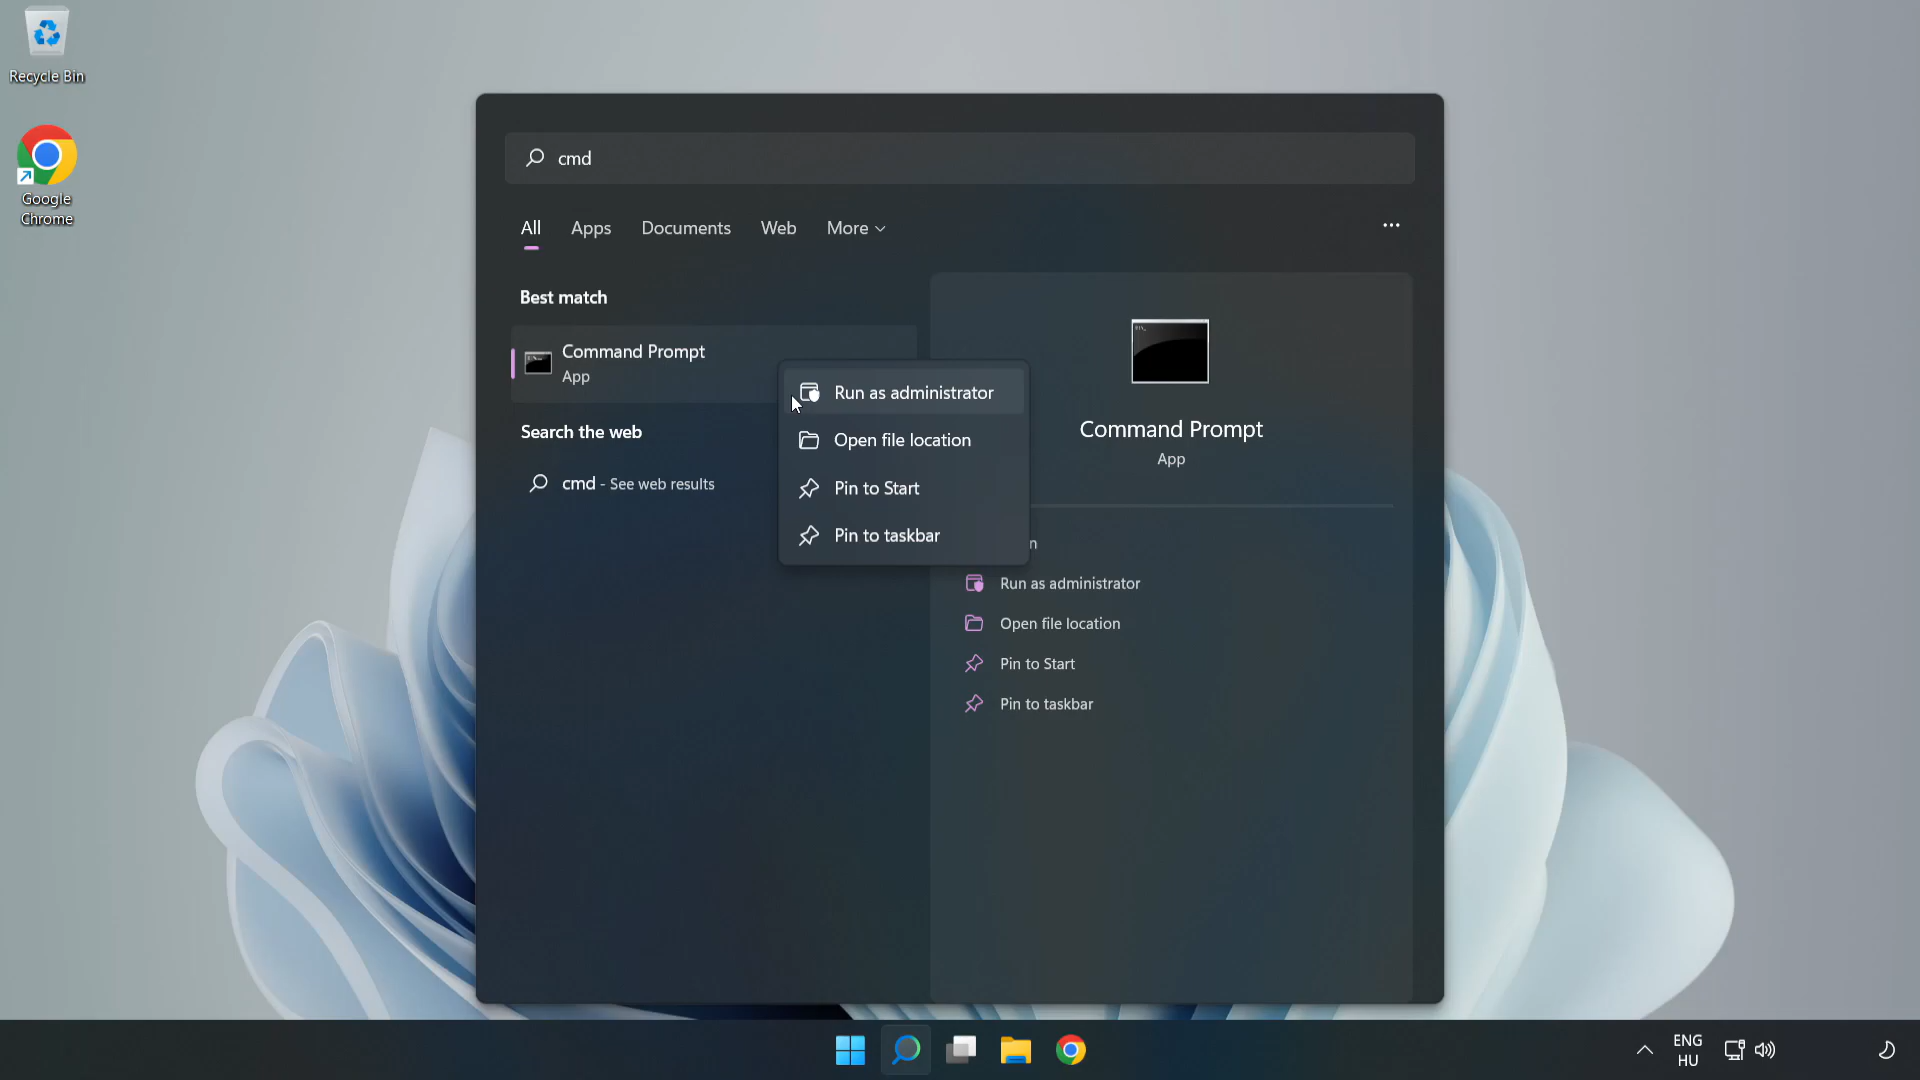 Recycle Bin
Google
Chrome
cmd
All
Apps
Documents
Web
More
Best match
Command Prompt
App
Search the web
cmd - See web results
Run as administrator
Open file location
Pin to Start
Pin to taskbar
Command Prompt
App
Run as administrator
Open file location
Pin to Start
Pin to taskbar
ENG
HU